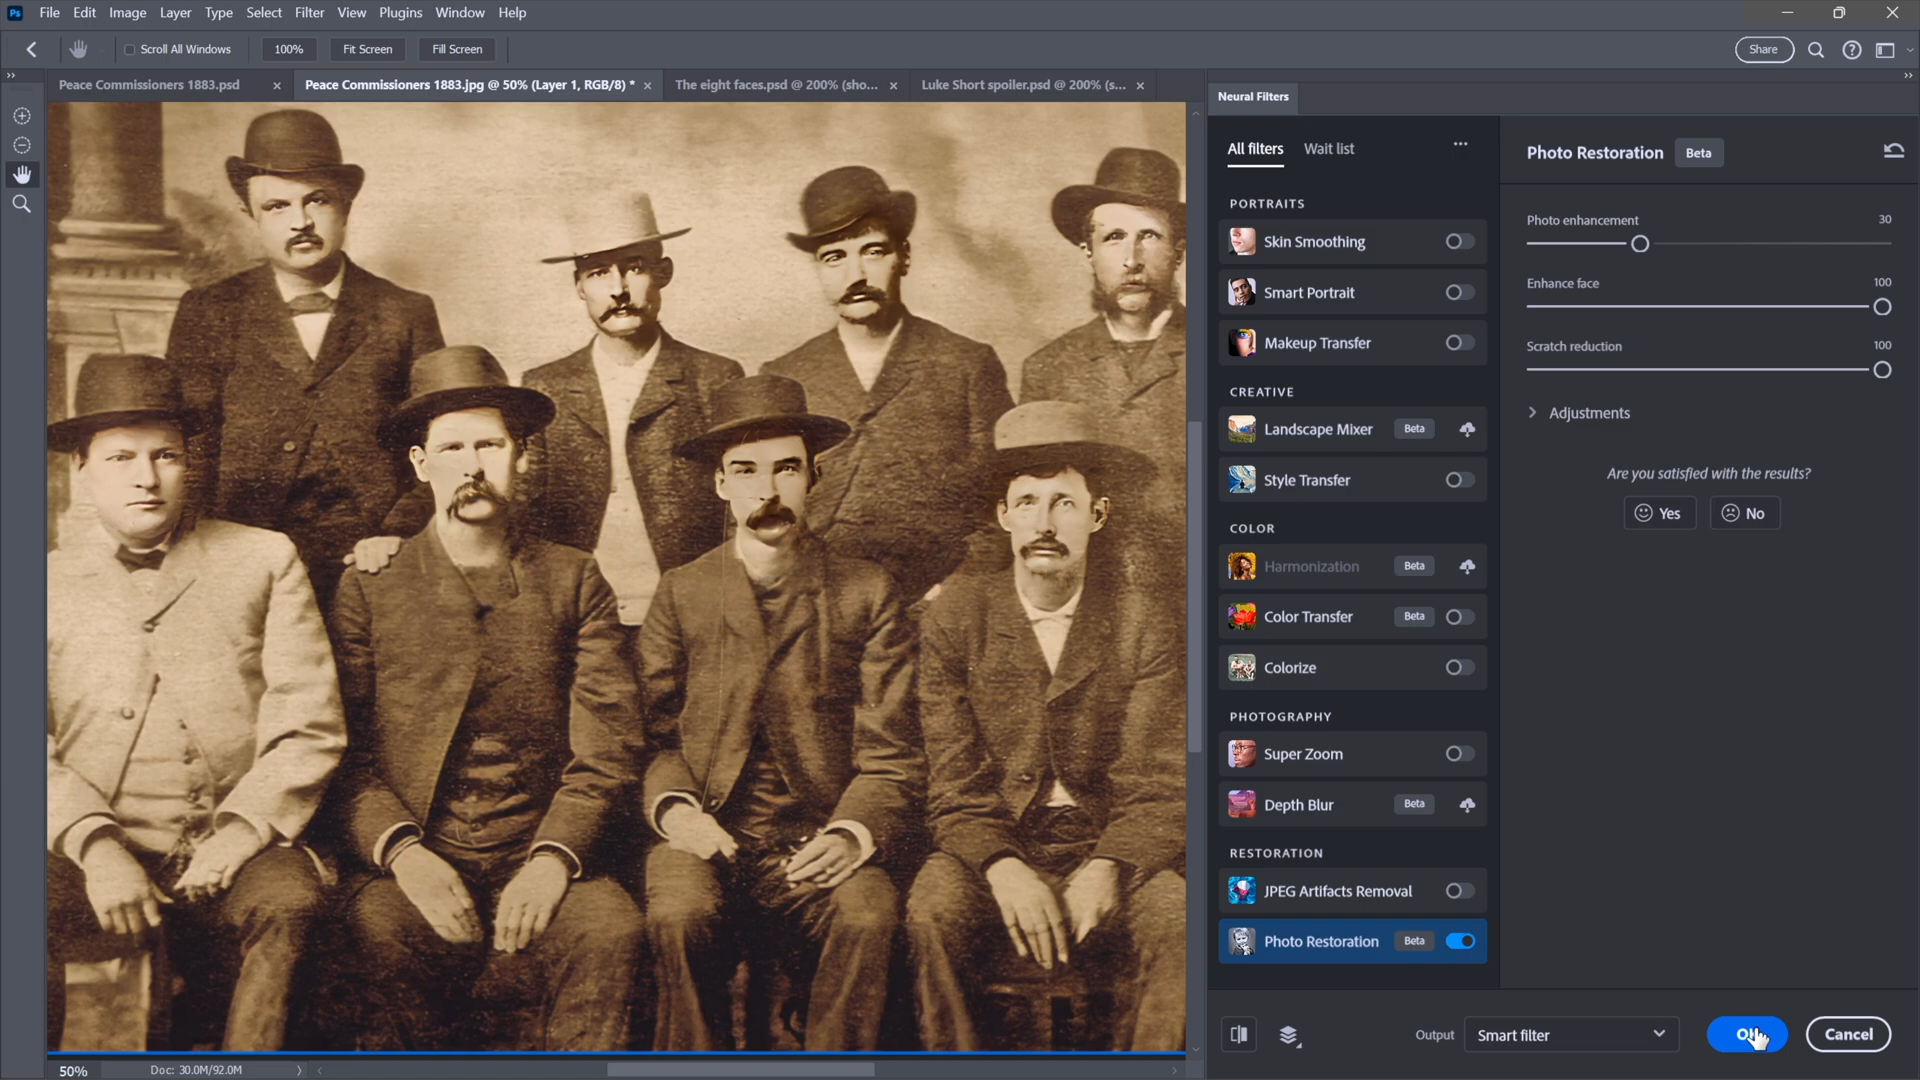 Ps File Edit Image Layer Type Select Filter View Plugins Window Help
Scroll All Windows 100% Fit Screen Fill Screen Share
Peace Commissioners 1883.psd × Peace Commissioners 1883.jpg @ 50% (Layer 1, RGB/8) * × The eight faces.psd @ 200% (sho... × Luke Short spoiler.psd @ 200% (s... ×
Neural Filters
All filters Wait list ...
Photo Restoration Beta
PORTRAITS
Skin Smoothing
Smart Portrait
Makeup Transfer
CREATIVE
Landscape Mixer Beta
Style Transfer
COLOR
Harmonization Beta
Color Transfer Beta
Colorize
PHOTOGRAPHY
Super Zoom
Depth Blur Beta
RESTORATION
JPEG Artifacts Removal
Photo Restoration Beta
Photo enhancement 30
Enhance face 100
Scratch reduction 100
Adjustments
Are you satisfied with the results?
Yes No
Output Smart filter Cancel
50% Doc: 30.0M/92.0M